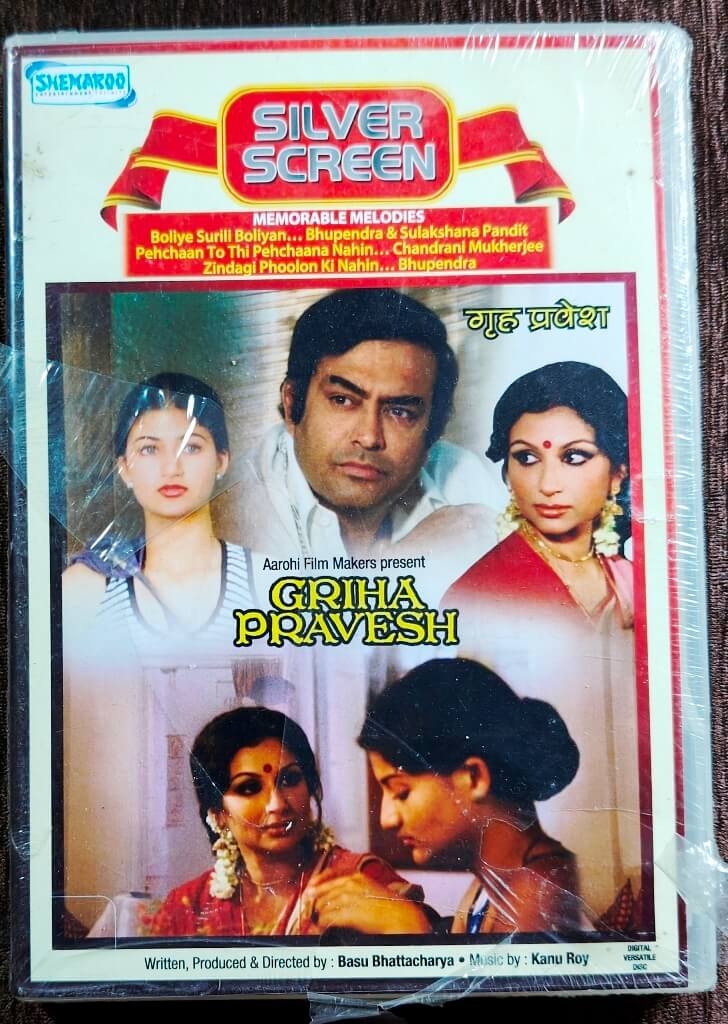 SHEMAROO
ENTERTAINMENT
SILVER
SCREEN
MEMORABLE MELODIES
Boliye Surili Boliyan... Bhupendra & Sulakshana Pandit
Pehchaan To Thi Pehchaana Nahin... Chandrani Mukherjee
Zindagi Phoolon Ki Nahin... Bhupendra
गृह प्रवेश
Aarohi Film Makers present
GRIHA
PRAVESH
Written, Produced & Directed by : Basu Bhattacharya • Music by : Kanu Roy
DIGITAL
VERSATILE
DISC